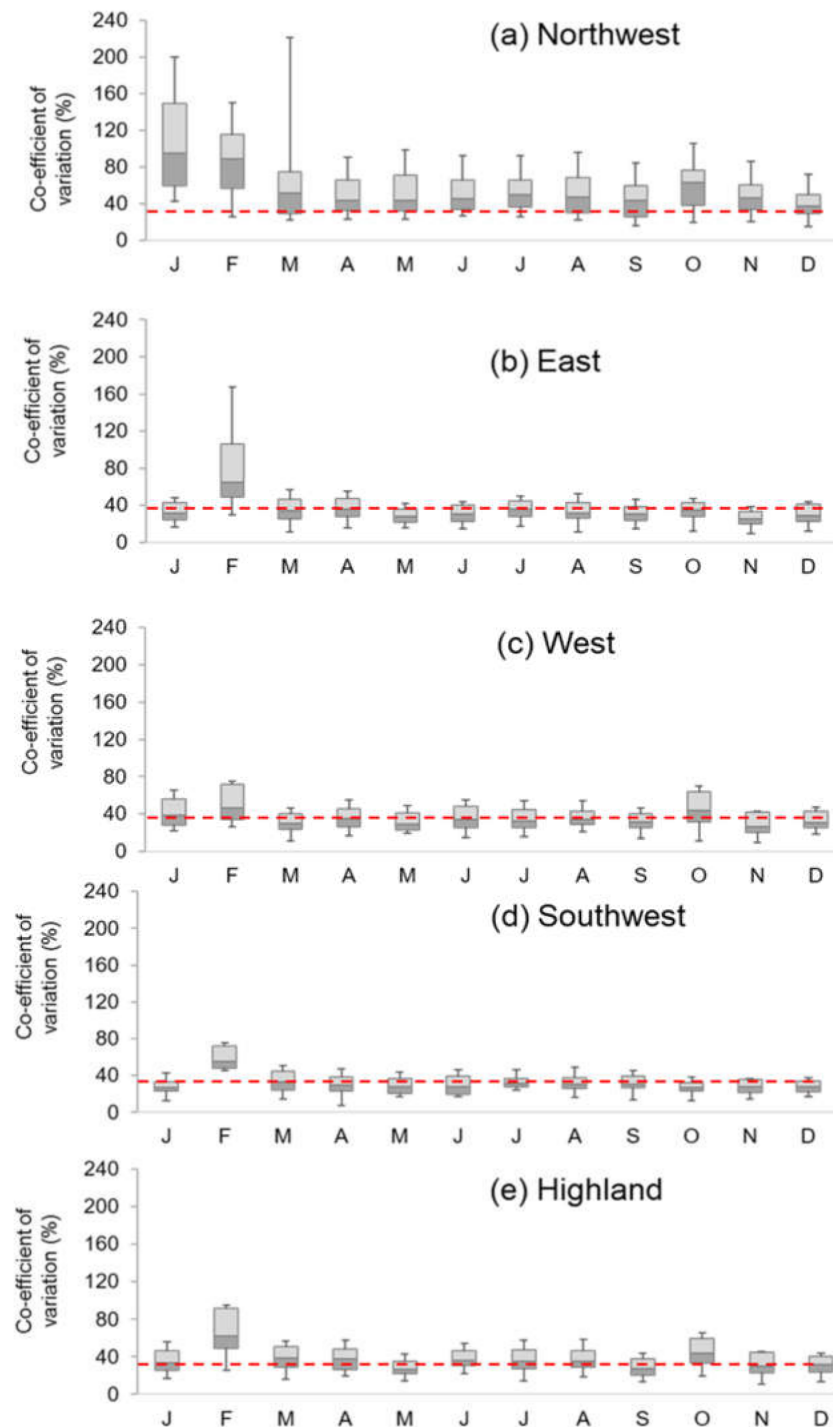 (a) Northwest
Co-efficient of
variation (%)
240
200
160
120
80
40
0
J F M A M J J A S O N D
(b) East
Co-efficient of
variation (%)
240
200
160
120
80
40
0
J F M A M J J A S O N D
(c) West
Co-efficient of
variation (%)
240
200
160
120
80
40
0
J F M A M J J A S O N D
(d) Southwest
Co-efficient of
variation (%)
240
200
160
120
80
40
0
J F M A M J J A S O N D
(e) Highland
Co-efficient of
variation (%)
240
200
160
120
80
40
0
J F M A M J J A S O N D